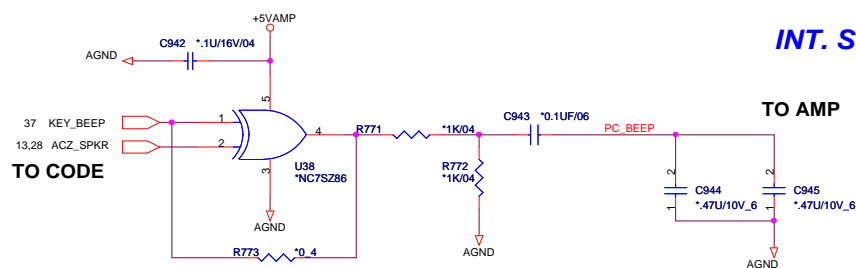 +5VAMP
C942 *.1U/16V/04
AGND
INT. S
5
37 KEY_BEEP
1
4
13,28 ACZ_SPKR
2
TO CODE
3
U38
*NC7SZ86
AGND
R771
*1K/04
R772
*1K/04
AGND
C943 *0.1UF/06
PC_BEEP
TO AMP
2
1
C944
*.47U/10V_6
2
1
C945
*.47U/10V_6
AGND
R773 *0_4